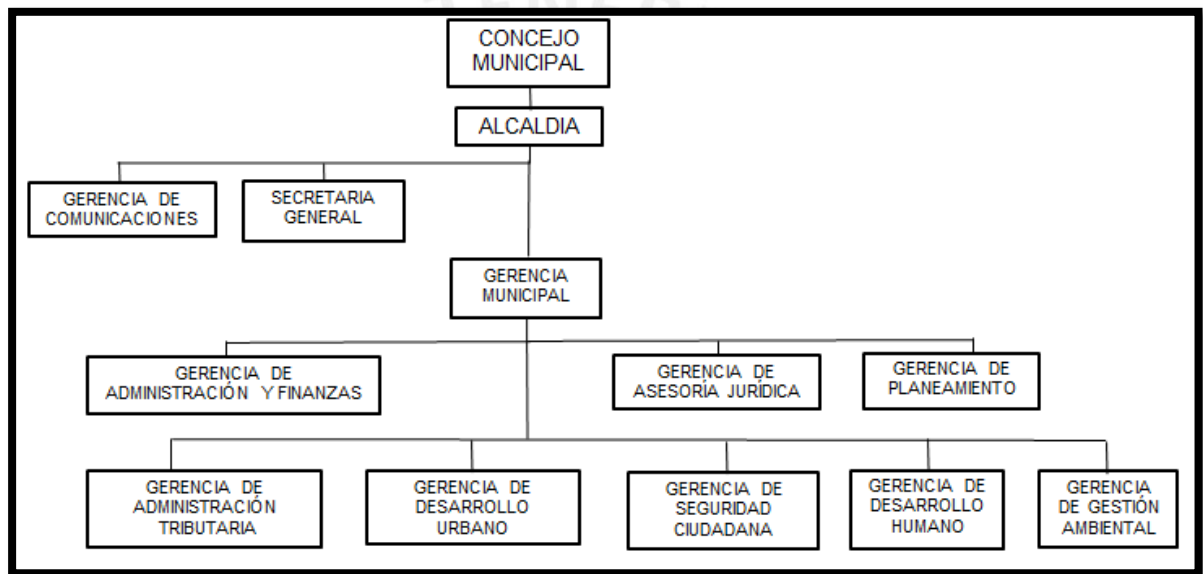 CONCEJO
MUNICIPAL
ALCALDIA
GERENCIA DE
COMUNICACIONES
SECRETARIA
GENERAL
GERENCIA
MUNICIPAL
GERENCIA DE
ADMINISTRACIÓN Y FINANZAS
GERENCIA DE
ASESORÍA JURÍDICA
GERENCIA DE
PLANEAMIENTO
GERENCIA DE
ADMINISTRACIÓN
TRIBUTARIA
GERENCIA DE
DESARROLLO
URBANO
GERENCIA DE
SEGURIDAD
CIUDADANA
GERENCIA DE
DESARROLLO
HUMANO
GERENCIA
DE GESTIÓN
AMBIENTAL